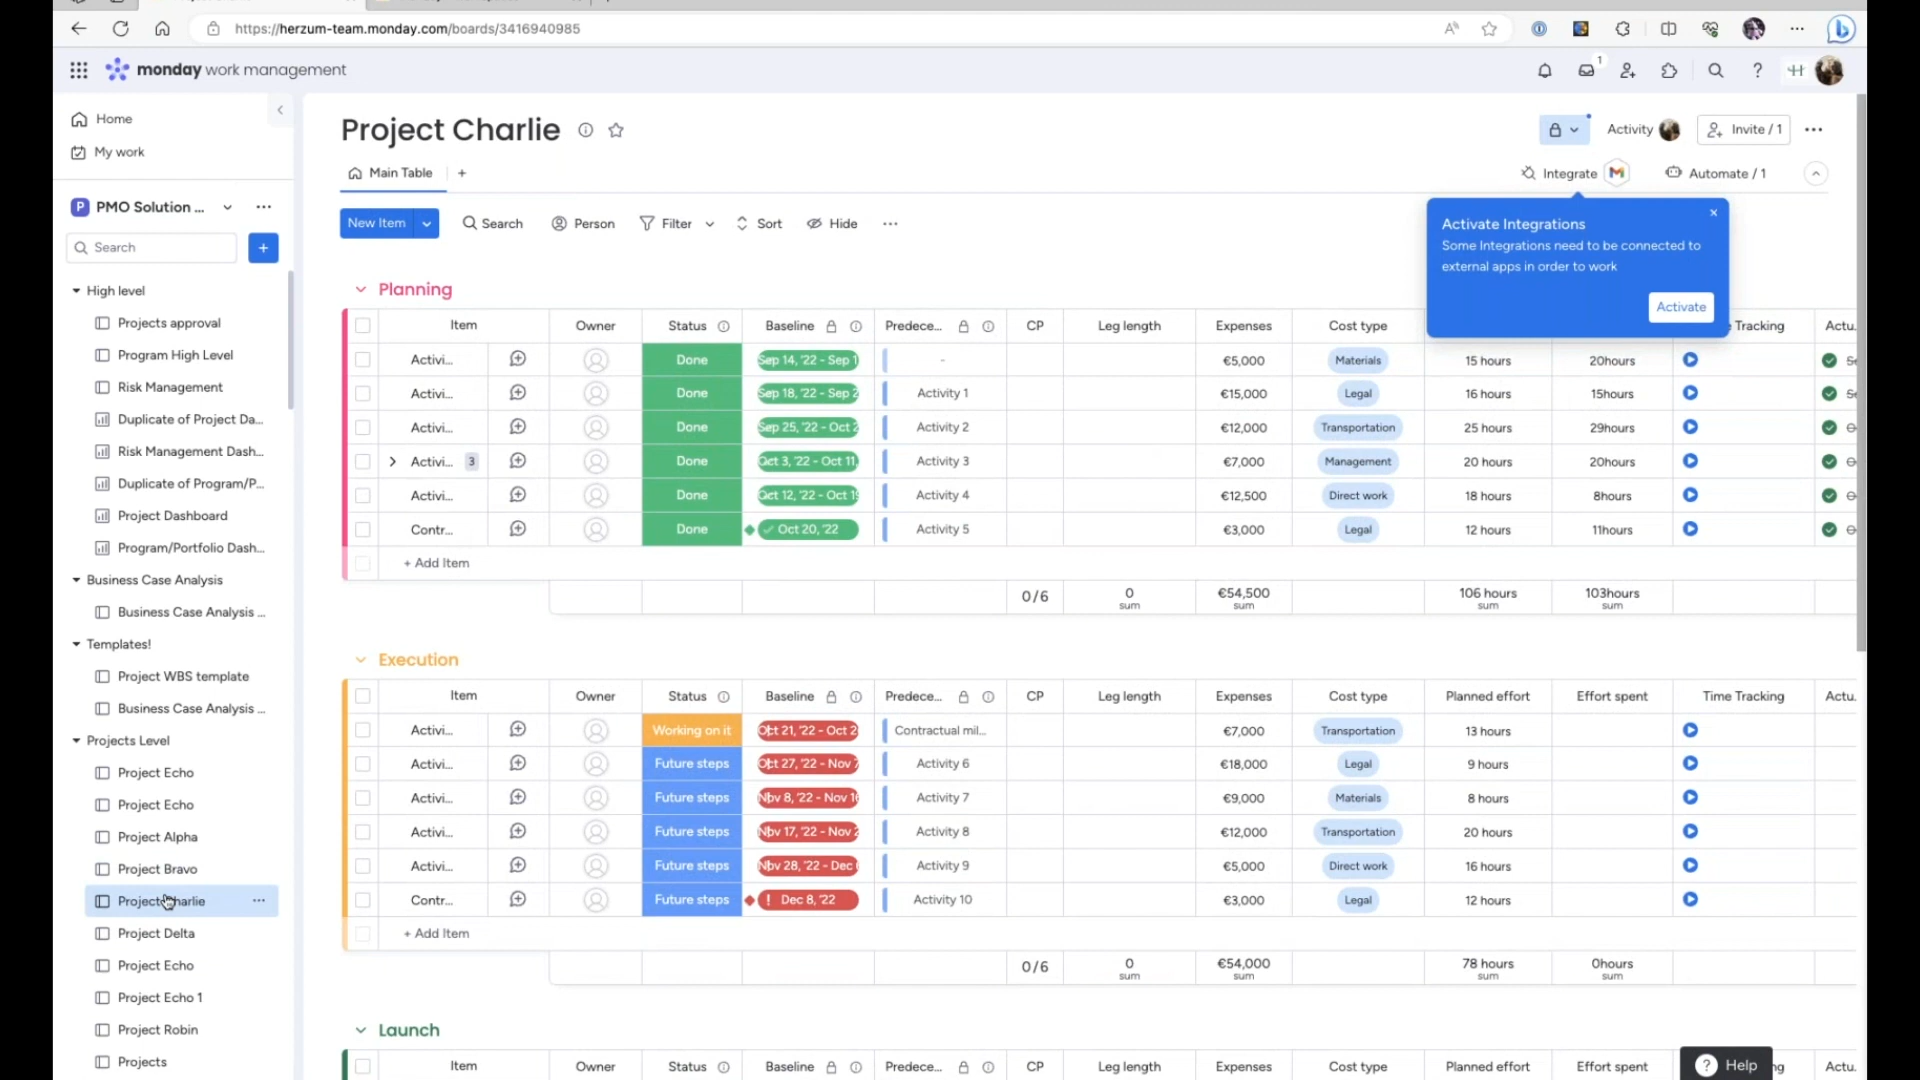 https://herzum-team.monday.com/boards/3416940985
monday work management
1
Home
My work
P PMO Solution ...
Search
+
High level
Projects approval
Program High Level
Risk Management
Duplicate of Project Da...
Risk Management Dash...
Duplicate of Program/P...
Project Dashboard
Program/Portfolio Dash...
Business Case Analysis
Business Case Analysis ...
Templates!
Project WBS template
Business Case Analysis ...
Projects Level
Project Echo
Project Echo
Project Alpha
Project Bravo
Project Charlie
Project Delta
Project Echo
Project Echo 1
Project Robin
Projects
Project Charlie
Activity
Invite / 1
Main Table +
Integrate
Automate / 1
New Item Search Person Filter Sort Hide
Activate Integrations
Some Integrations need to be connected to
external apps in order to work
Activate
Planning
Item Owner Status Baseline Predece... CP Leg length Expenses Cost type Tracking Actu.
Activi... Done Sep 14, '22 - Sep 1 - €5,000 Materials 15 hours 20hours
Activi... Done Sep 18, '22 - Sep 2 Activity 1 €15,000 Legal 16 hours 15hours
Activi... Done Sep 25, '22 - Oct 2 Activity 2 €12,000 Transportation 25 hours 29hours
Activi... 3 Done Oct 3, '22 - Oct 11, Activity 3 €7,000 Management 20 hours 20hours
Activi... Done Oct 12, '22 - Oct 19 Activity 4 €12,500 Direct work 18 hours 8hours
Contr... Done Oct 20, '22 Activity 5 €3,000 Legal 12 hours 11hours
+ Add Item
0/6 0 €54,500 106 hours 103hours
sum sum sum sum
Execution
Item Owner Status Baseline Predece... CP Leg length Expenses Cost type Planned effort Effort spent Time Tracking Actu.
Activi... Working on it Oct 21, '22 - Oct 2 Contractual mil... €7,000 Transportation 13 hours
Activi... Future steps Oct 27, '22 - Nov 7 Activity 6 €18,000 Legal 9 hours
Activi... Future steps Nov 8, '22 - Nov 16 Activity 7 €9,000 Materials 8 hours
Activi... Future steps Nov 17, '22 - Nov 2 Activity 8 €12,000 Transportation 20 hours
Activi... Future steps Nov 28, '22 - Dec Activity 9 €5,000 Direct work 16 hours
Contr... Future steps ! Dec 8, '22 Activity 10 €3,000 Legal 12 hours
+ Add Item
0/6 0 €54,000 78 hours 0hours
sum sum sum sum
Launch
Item Owner Status Baseline Predece... CP Leg length Expenses Cost type Planned effort Effort spent Actu.
? Help